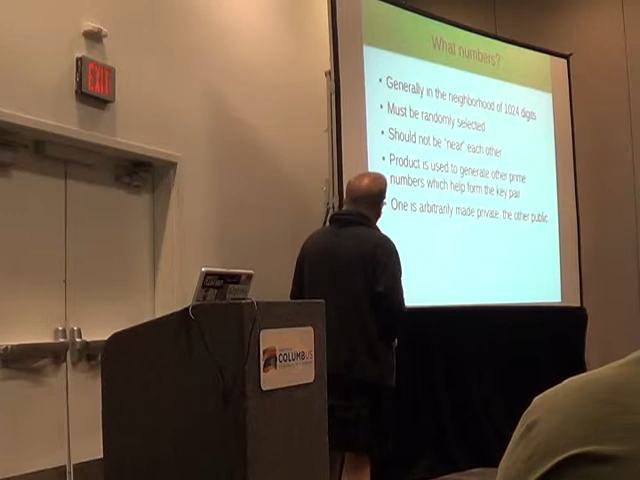 EXIT
What numbers?
• Generally in the neighborhood of 1024 digits
• Must be randomly selected
• Should not be "near" each other
• Product is used to generate other prime
numbers which help form the key pair
One is arbitrarily made private, the other public
COLUMBUS